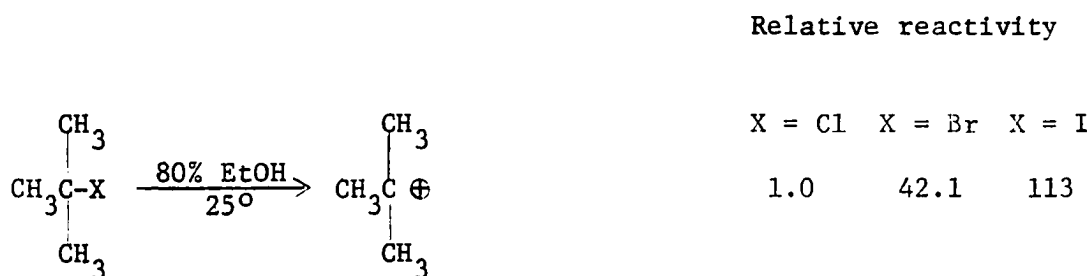 Relative reactivity
CH3 CH3 X = Cl X = Br X = I
CH3C-X 80% EtOH CH3C ⊕ 1.0 42.1 113
25°
CH3 CH3